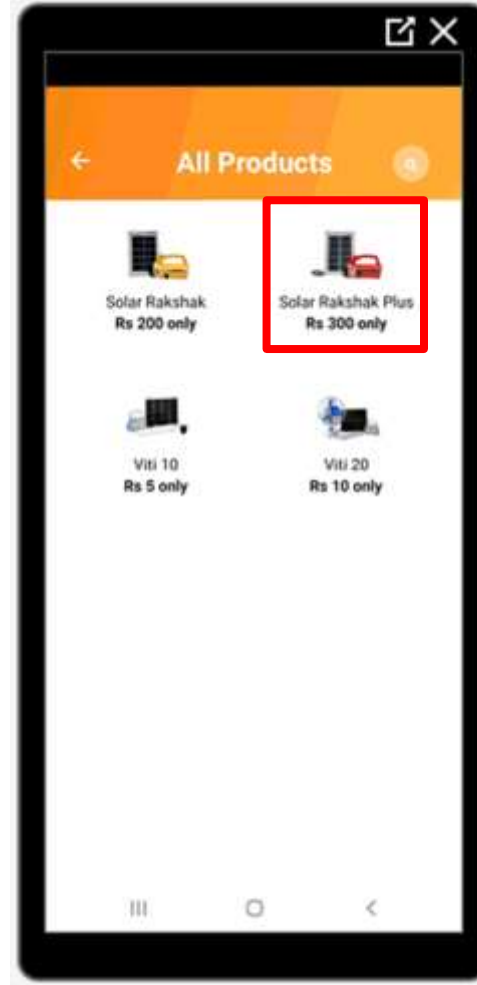 All Products
Solar Rakshak
Rs 200 only
Solar Rakshak Plus
Rs 300 only
Viti 10
Rs 5 only
Viti 20
Rs 10 only